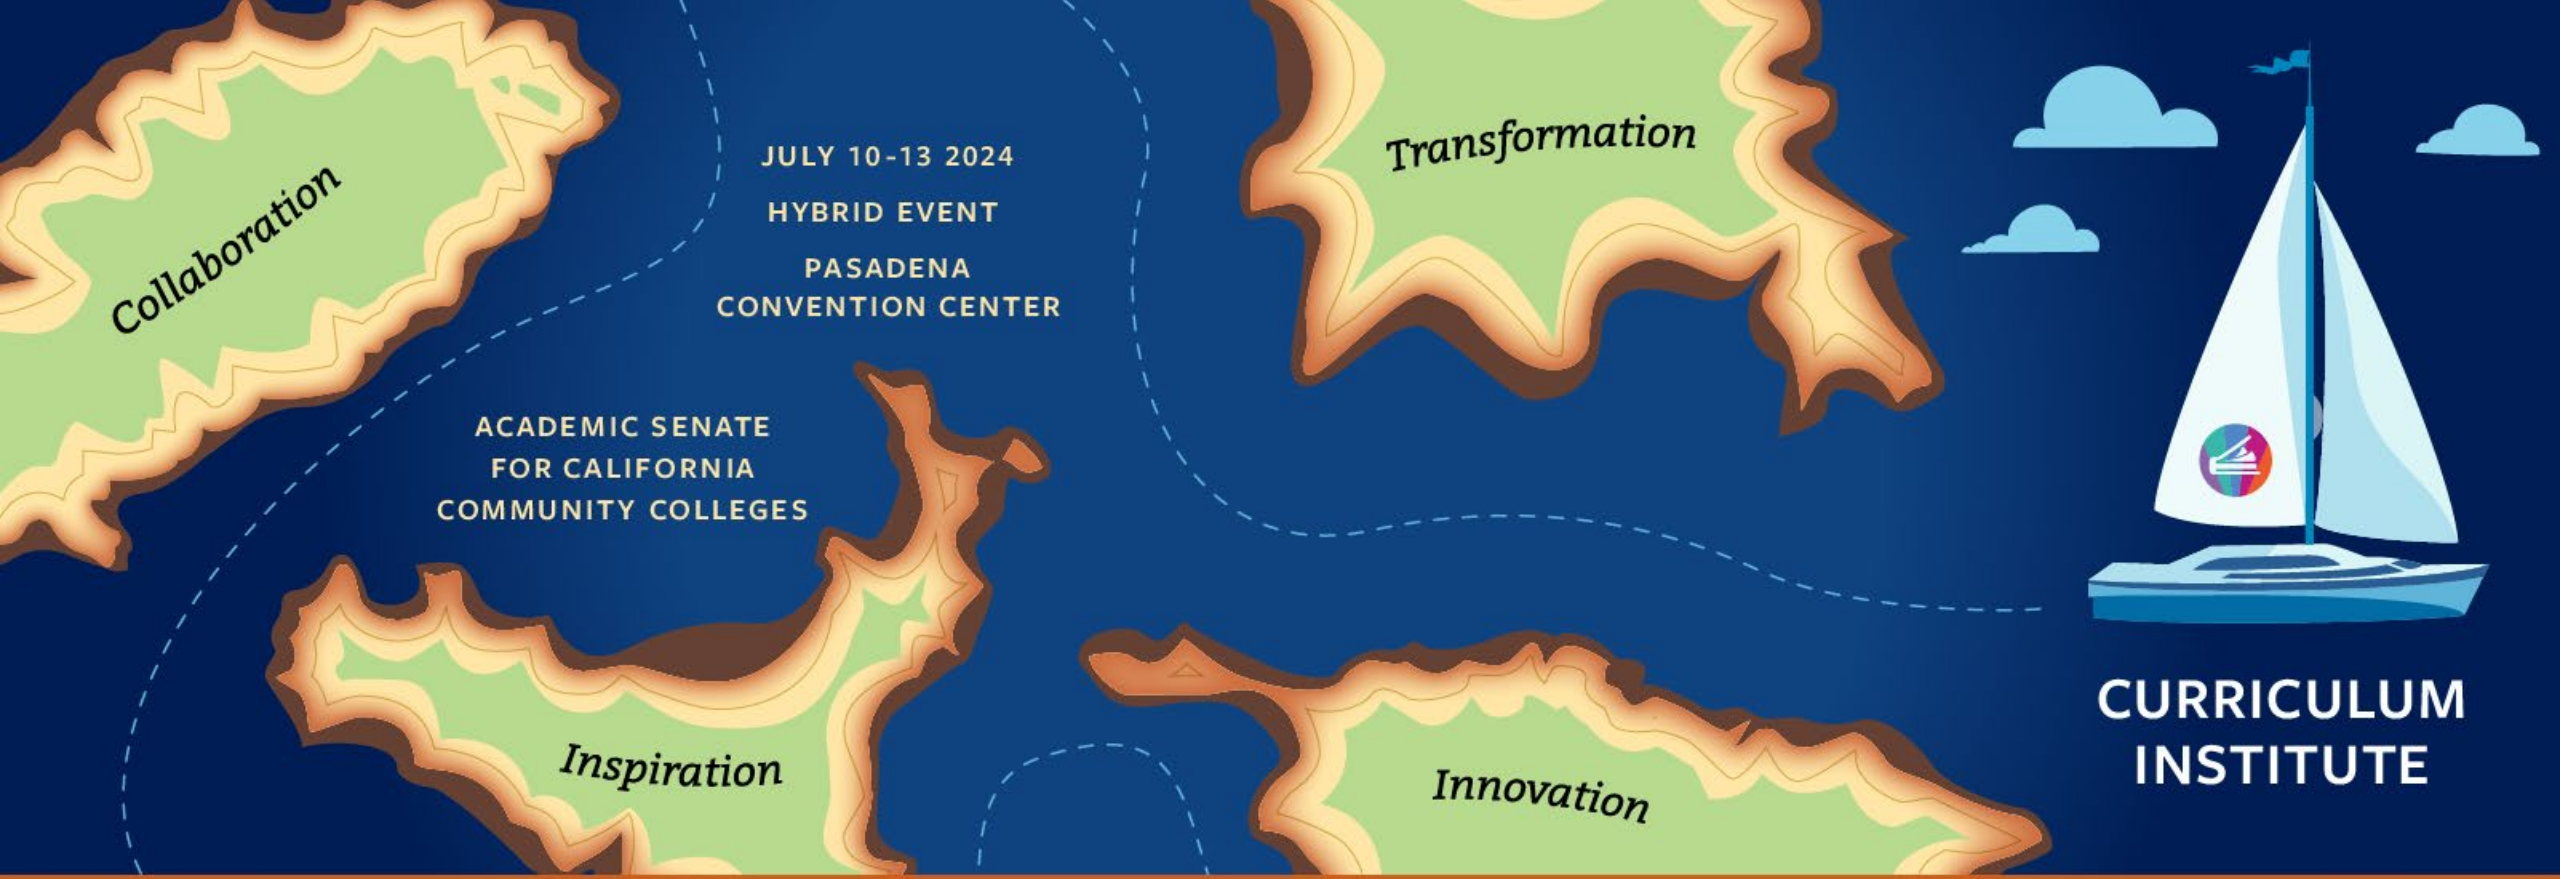 Collaboration
JULY 10-13 2024
HYBRID EVENT
PASADENA
CONVENTION CENTER
Transformation
ACADEMIC SENATE
FOR CALIFORNIA
COMMUNITY COLLEGES
Inspiration
Innovation
CURRICULUM
INSTITUTE